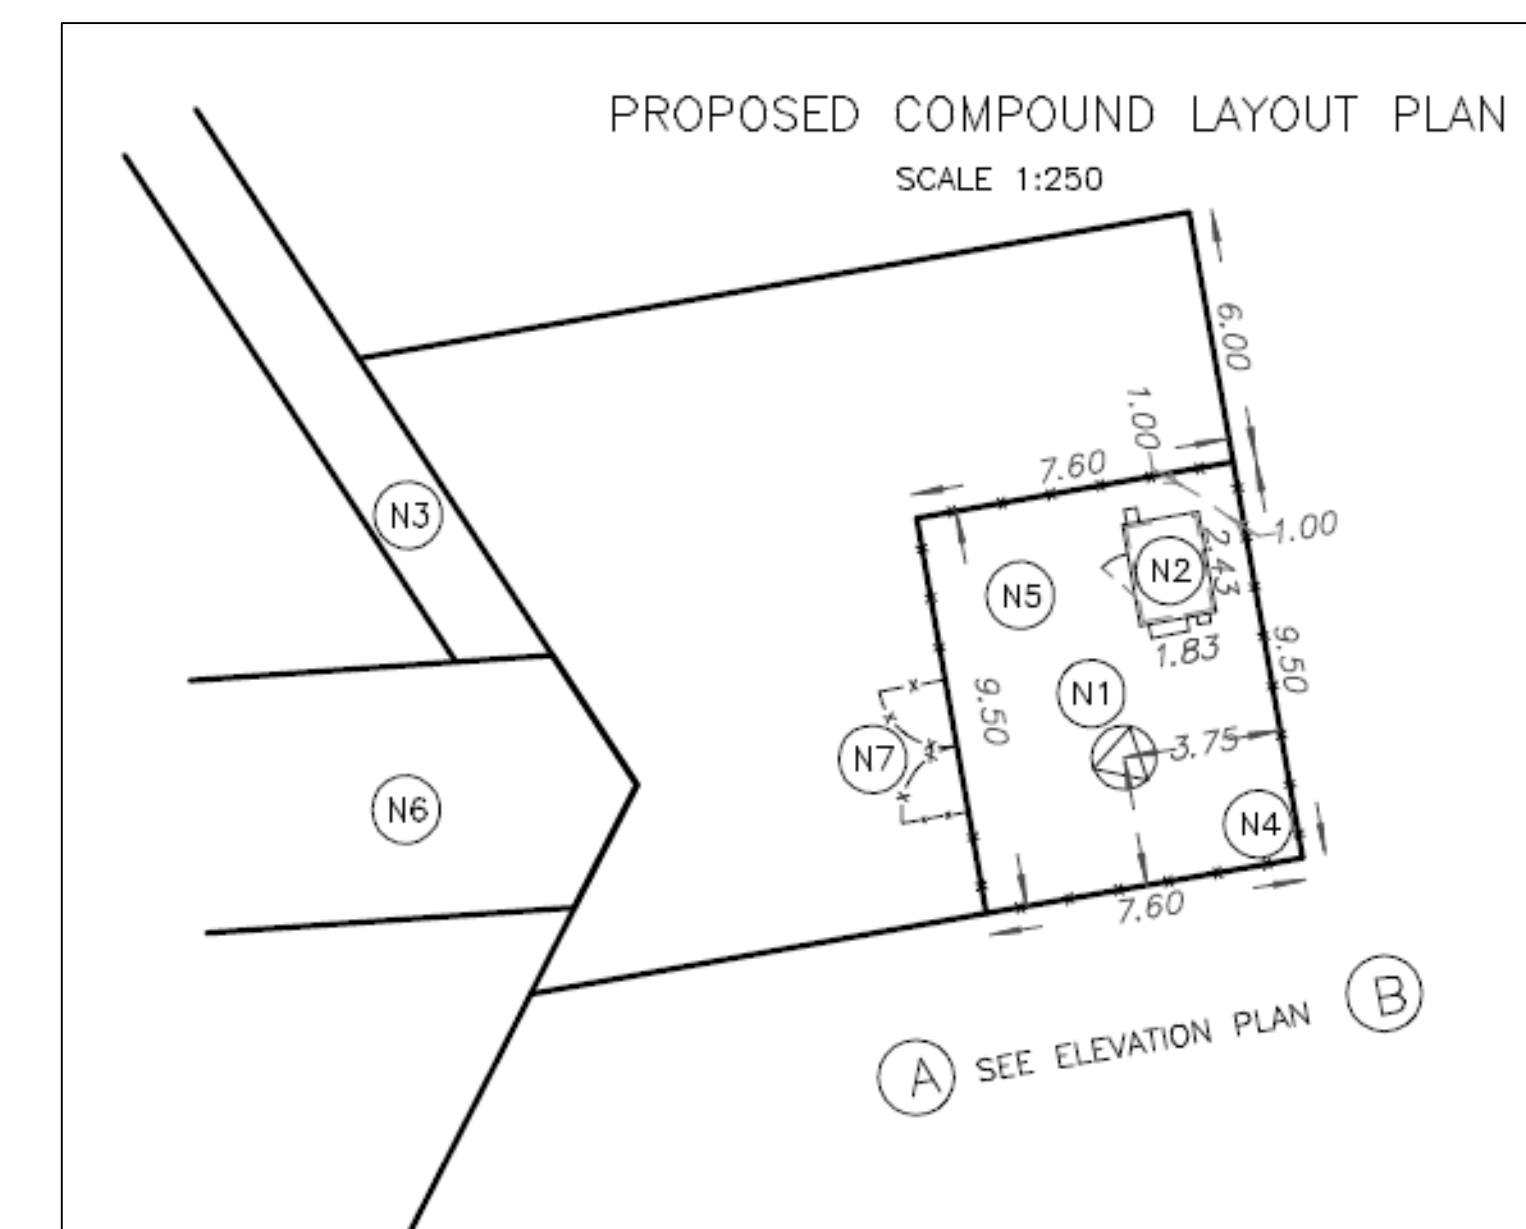 PROPOSED COMPOUND LAYOUT PLAN
SCALE 1:250
6.00
1.00
7.60
N3
1.00
2.43
N2
N5
9.50
1.83
N1
9.50
3.75
N7
N6
N4
7.60
B
SEE ELEVATION PLAN
A